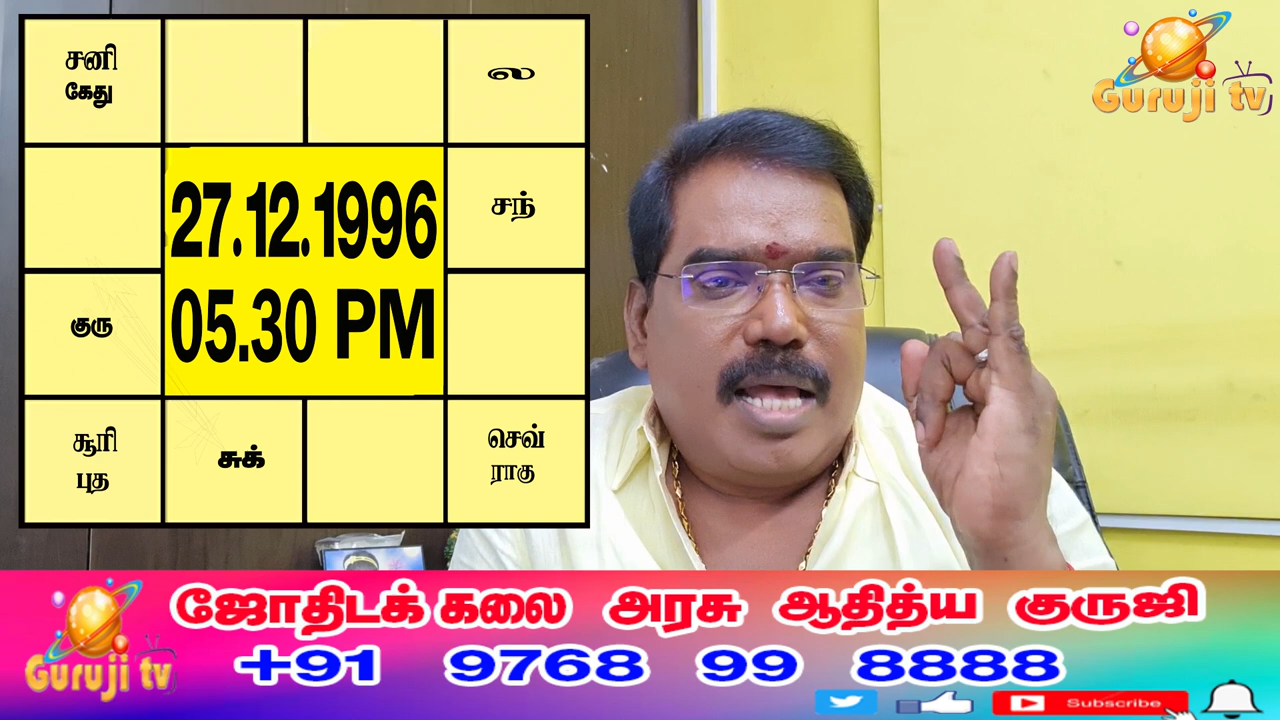 சனி
கேது
ல
Guruji tv
27.12.1996
05.30 PM
சந்
குரு
சூரி
புத
சுக்
செவ்
ராகு
ஜோதிடக் கலை அரசு ஆதித்ய குருஜி
Guruji tv
+91 9768 99 8888
Subscribe